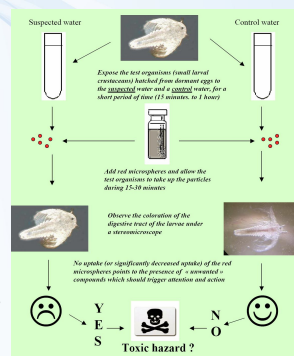 Suspected water
Control water
Expose the test organisms (small larval
crustaceans) hatched from dormant eggs to
the suspected water and a control water, for a
short period of time (15 minutes. to 1 hour)
Add red microspheres and allow the
test organisms to take up the particles
during 15-30 minutes
Observe the coloration of the
digestive tract of the larvae under
a stereomicroscope
No uptake (or significantly decreased uptake) of the red
microspheres points to the presence of « unwanted »
compounds which should trigger attention and action
YES
NO
Toxic hazard ?